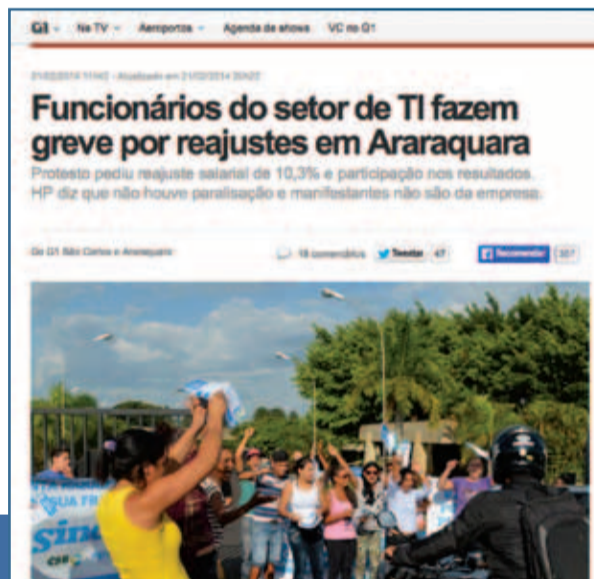 G1 Na TV Aeroportos Agenda de shows VC no G1
21/02/2014 - Atualizado em 21/02/2014
Funcionários do setor de TI fazem
greve por reajustes em Araraquara
Protesto pediu reajuste salarial de 10,3% e participação nos resultados.
HP diz que não houve paralisação e manifestantes não são da empresa.
Do G1 São Carlos e Araraquara
18 comentários Tweetar 47 Recomendar
Sind